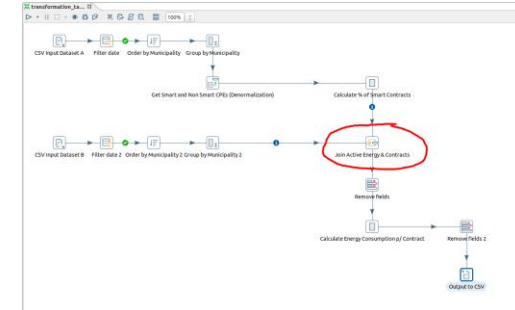 transformation_ta...
100%
CSV Input Dataset A
Filter date
Order by Municipality
Group by Municipality
Get Smart and Non Smart CPEs (Denormalization)
Calculate % of Smart Contracts
CSV Input Dataset B
Filter date 2
Order by Municipality 2
Group by Municipality 2
Join Active Energy & Contracts
Remove fields
Calculate Energy Consumption p/ Contract
Remove fields 2
Output to CSV